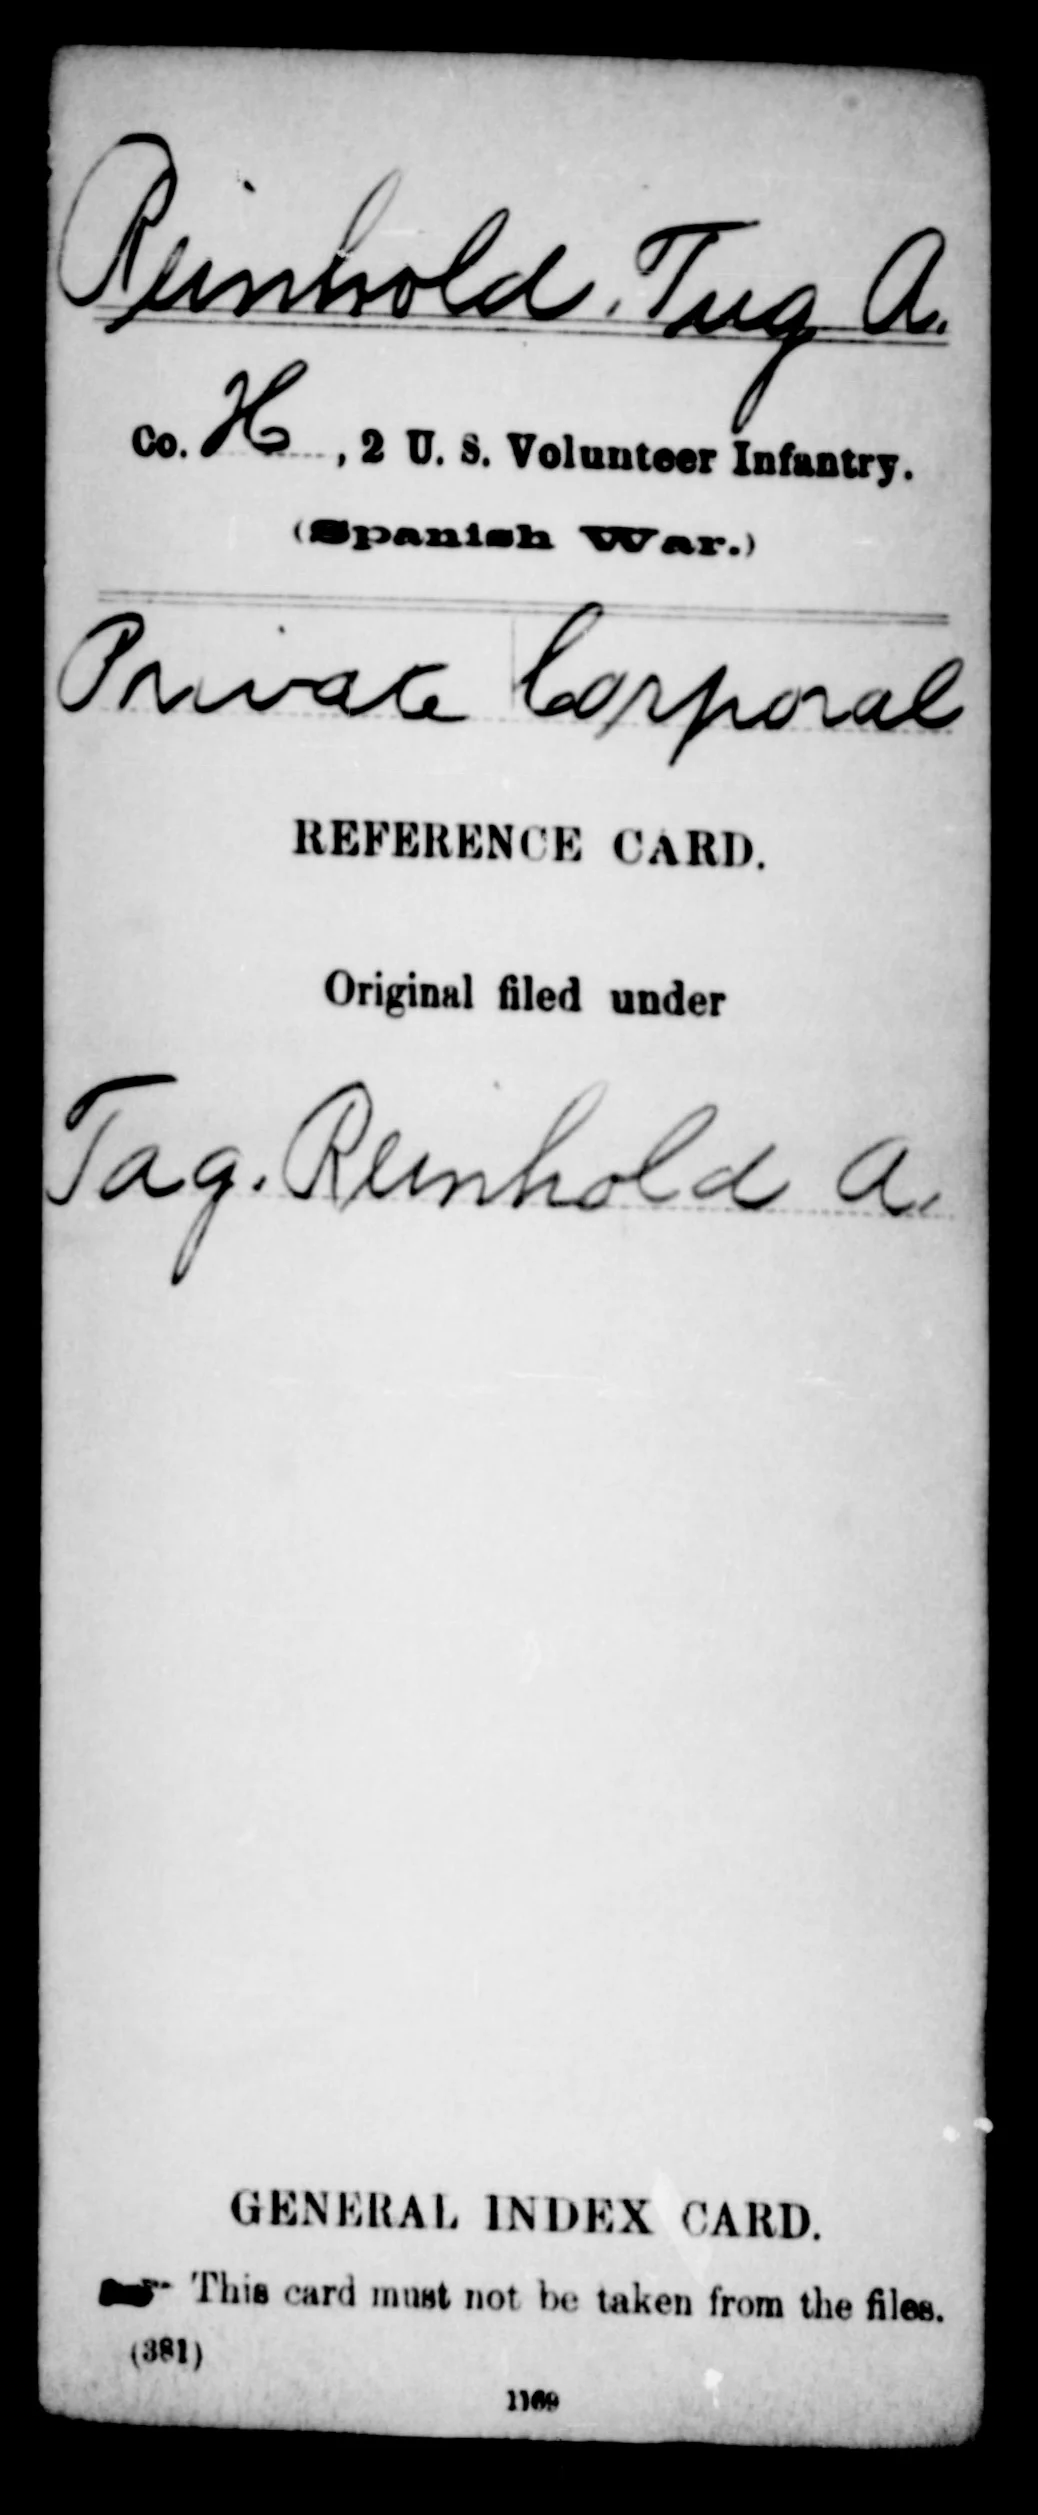 Reinhold. Tug A.
Co. H , 2 U. S. Volunteer Infantry.
(Spanish War.)
Private Corporal
REFERENCE CARD.
Original filed under
Tag. Reinhold A.
GENERAL INDEX CARD.
☛ This card must not be taken from the files.
(381)
1169